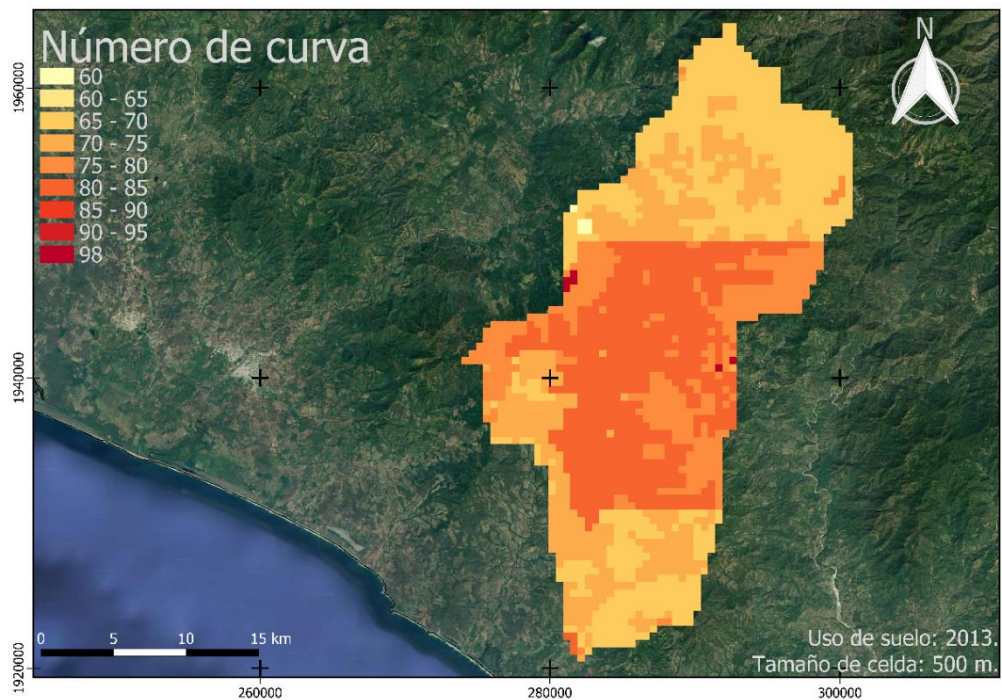 Número de curva
60
60 - 65
65 - 70
70 - 75
75 - 80
80 - 85
85 - 90
90 - 95
98
N
1960000
1940000
1920000
0 5 10 15 km
Uso de suelo: 2013.
Tamaño de celda: 500 m.
260000 280000 300000